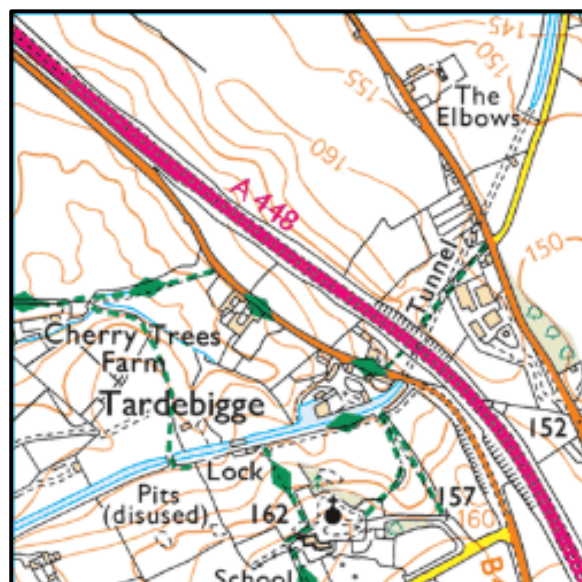 145
150
155
The
Elbows
160
A 448
Tunnel
150
Cherry Trees
Farm
Tardebigge
152
Lock
Pits
(disused)
162
157
160
B
School